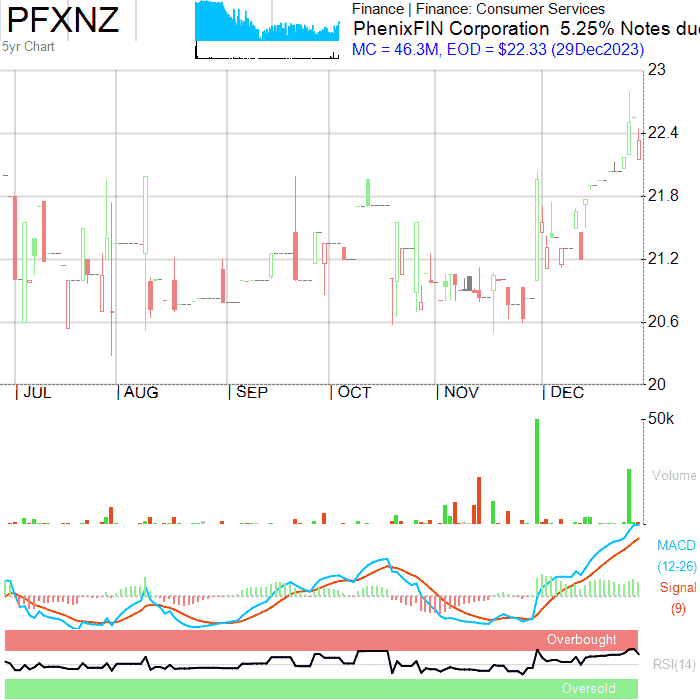 PFXNZ
5yr Chart
Finance | Finance: Consumer Services
PhenixFIN Corporation 5.25% Notes du
MC = 46.3M, EOD = $22.33 (29Dec2023)
23
22.4
21.8
21.2
20.6
20
| JUL | AUG | SEP | OCT | NOV | DEC
50k
Volume
MACD
(12-26)
Signal
(9)
Overbought
RSI(14)
Oversold